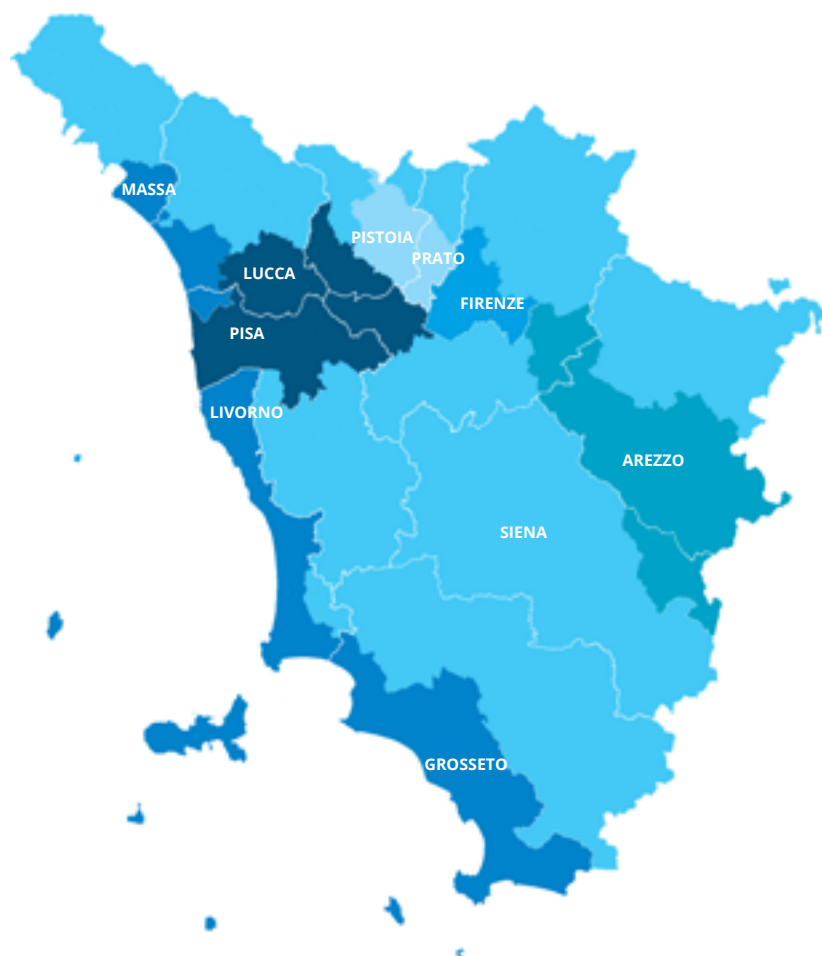 MASSA
PISTOIA
PRATO
LUCCA
FIRENZE
PISA
LIVORNO
AREZZO
SIENA
GROSSETO